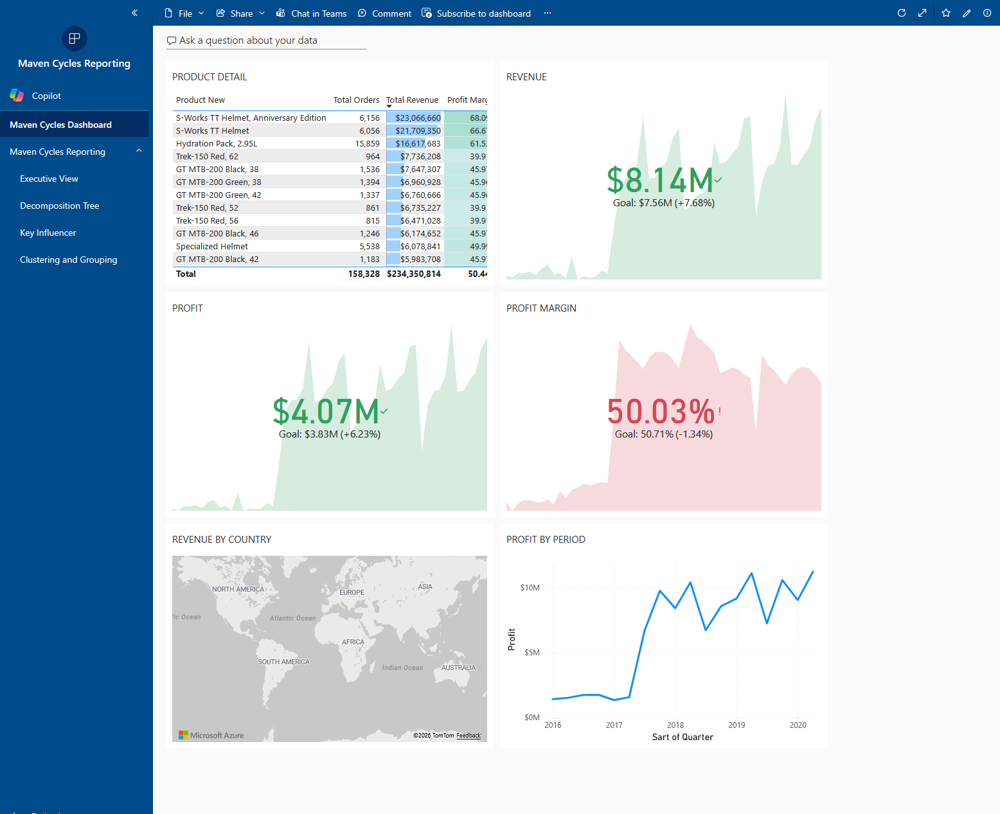 File
Share
Chat in Teams
Comment
Subscribe to dashboard
Maven Cycles Reporting
Copilot
Maven Cycles Dashboard
Maven Cycles Reporting
Executive View
Decomposition Tree
Key Influencer
Clustering and Grouping
Ask a question about your data
PRODUCT DETAIL
Product New Total Orders Total Revenue Profit Marg
S-Works TT Helmet, Anniversary Edition 6,156 $23,066,660 68.09
S-Works TT Helmet 6,056 $21,709,350 66.67
Hydration Pack, 2.95L 15,859 $16,617,683 61.53
Trek-150 Red, 62 964 $7,736,208 39.9
GT MTB-200 Black, 38 1,536 $7,647,307 45.9
GT MTB-200 Green, 38 1,394 $6,960,928 45.96
GT MTB-200 Green, 42 1,337 $6,760,666 45.96
Trek-150 Red, 52 861 $6,735,227 39.9
Trek-150 Red, 56 815 $6,471,028 39.9
GT MTB-200 Black, 46 1,246 $6,174,652 45.9
Specialized Helmet 5,538 $6,078,841 49.99
GT MTB-200 Black, 42 1,183 $5,983,708 45.9
Total 158,328 $234,350,814 50.44
REVENUE
$8.14M
Goal: $7.56M (+7.68%)
PROFIT
$4.07M
Goal: $3.83M (+6.23%)
PROFIT MARGIN
50.03%!
Goal: 50.71% (-1.34%)
REVENUE BY COUNTRY
NORTH AMERICA
EUROPE
ASIA
fic Ocean
Atlantic Ocean
AFRICA
SOUTH AMERICA
Indian Ocean
AUSTRALIA
Microsoft Azure
©2026 TomTom Feedback
PROFIT BY PERIOD
$10M
$5M
$0M
Profit
2016 2017 2018 2019 2020
Sart of Quarter